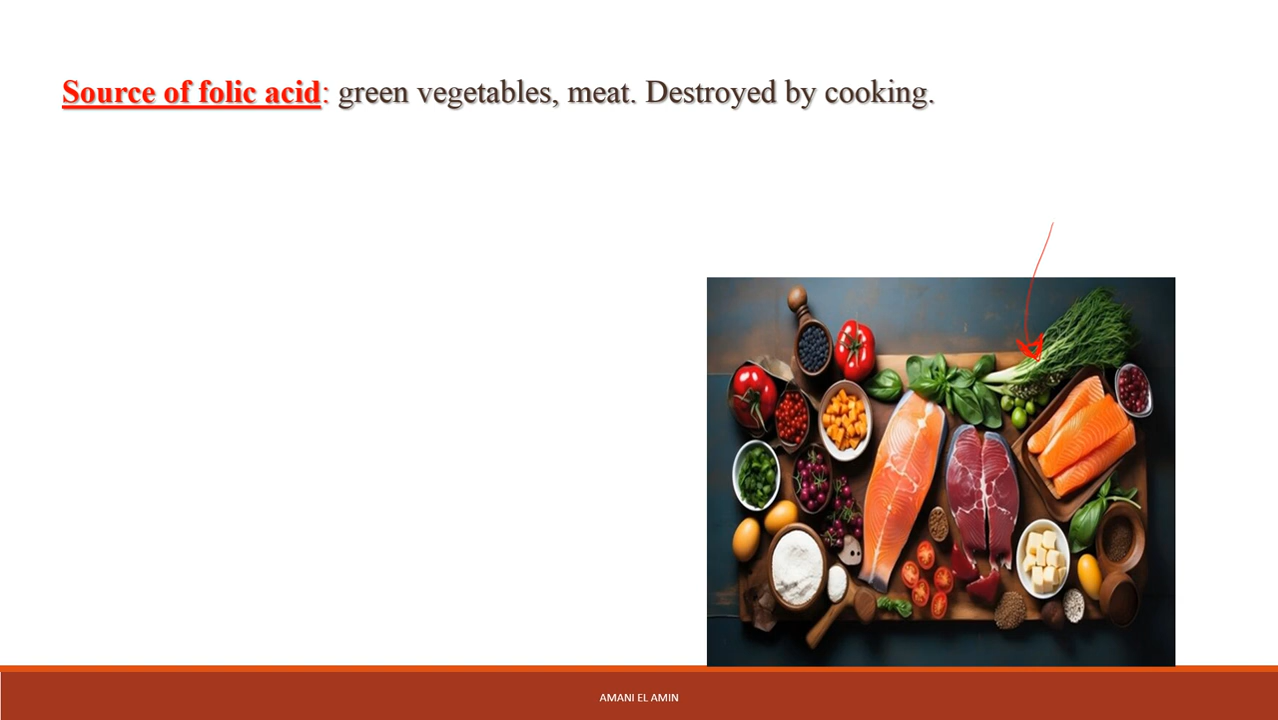 Source of folic acid: green vegetables, meat. Destroyed by cooking.
AMANI EL AMIN